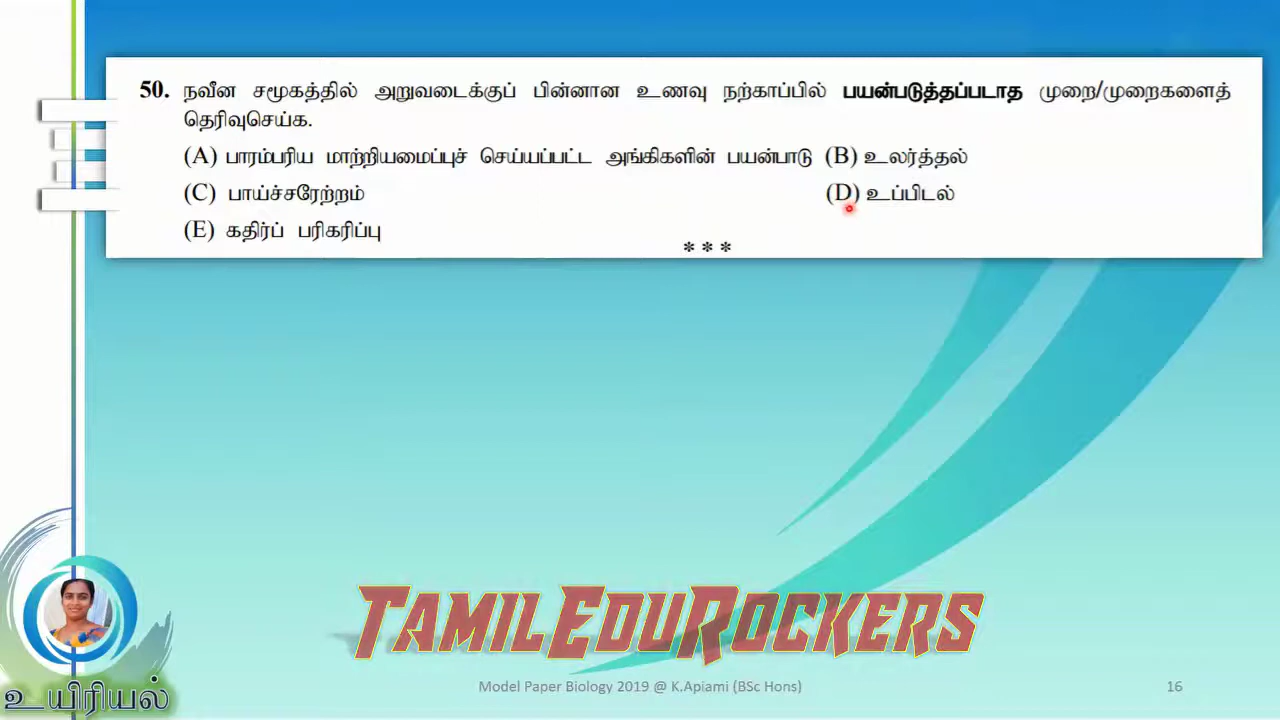 50. நவீன சமூகத்தில் அறுவடைக்குப் பின்னான உணவு நற்காப்பில் பயன்படுத்தப்படாத முறை/முறைகளைத்
தெரிவுசெய்க.
(A) பாரம்பரிய மாற்றியமைப்புச் செய்யப்பட்ட அங்கிகளின் பயன்பாடு (B) உலர்த்தல்
(C) பாய்ச்சரேற்றம் (D) உப்பிடல்
(E) கதிர்ப் பரிகரிப்பு
***
TAMILEDUROCKERS
உயிரியல்
Model Paper Biology 2019 @ K.Apiami (BSc Hons) 16